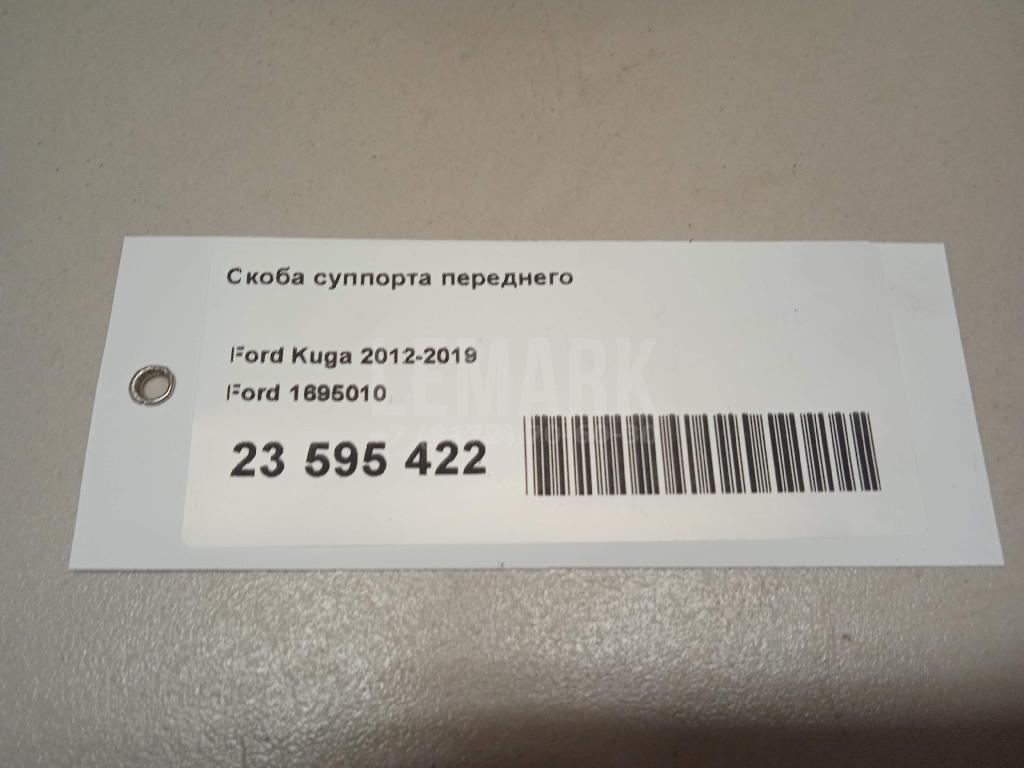 Скоба суппорта переднего
Ford Kuga 2012-2019
Ford 1695010
LEMARK
23 595 422